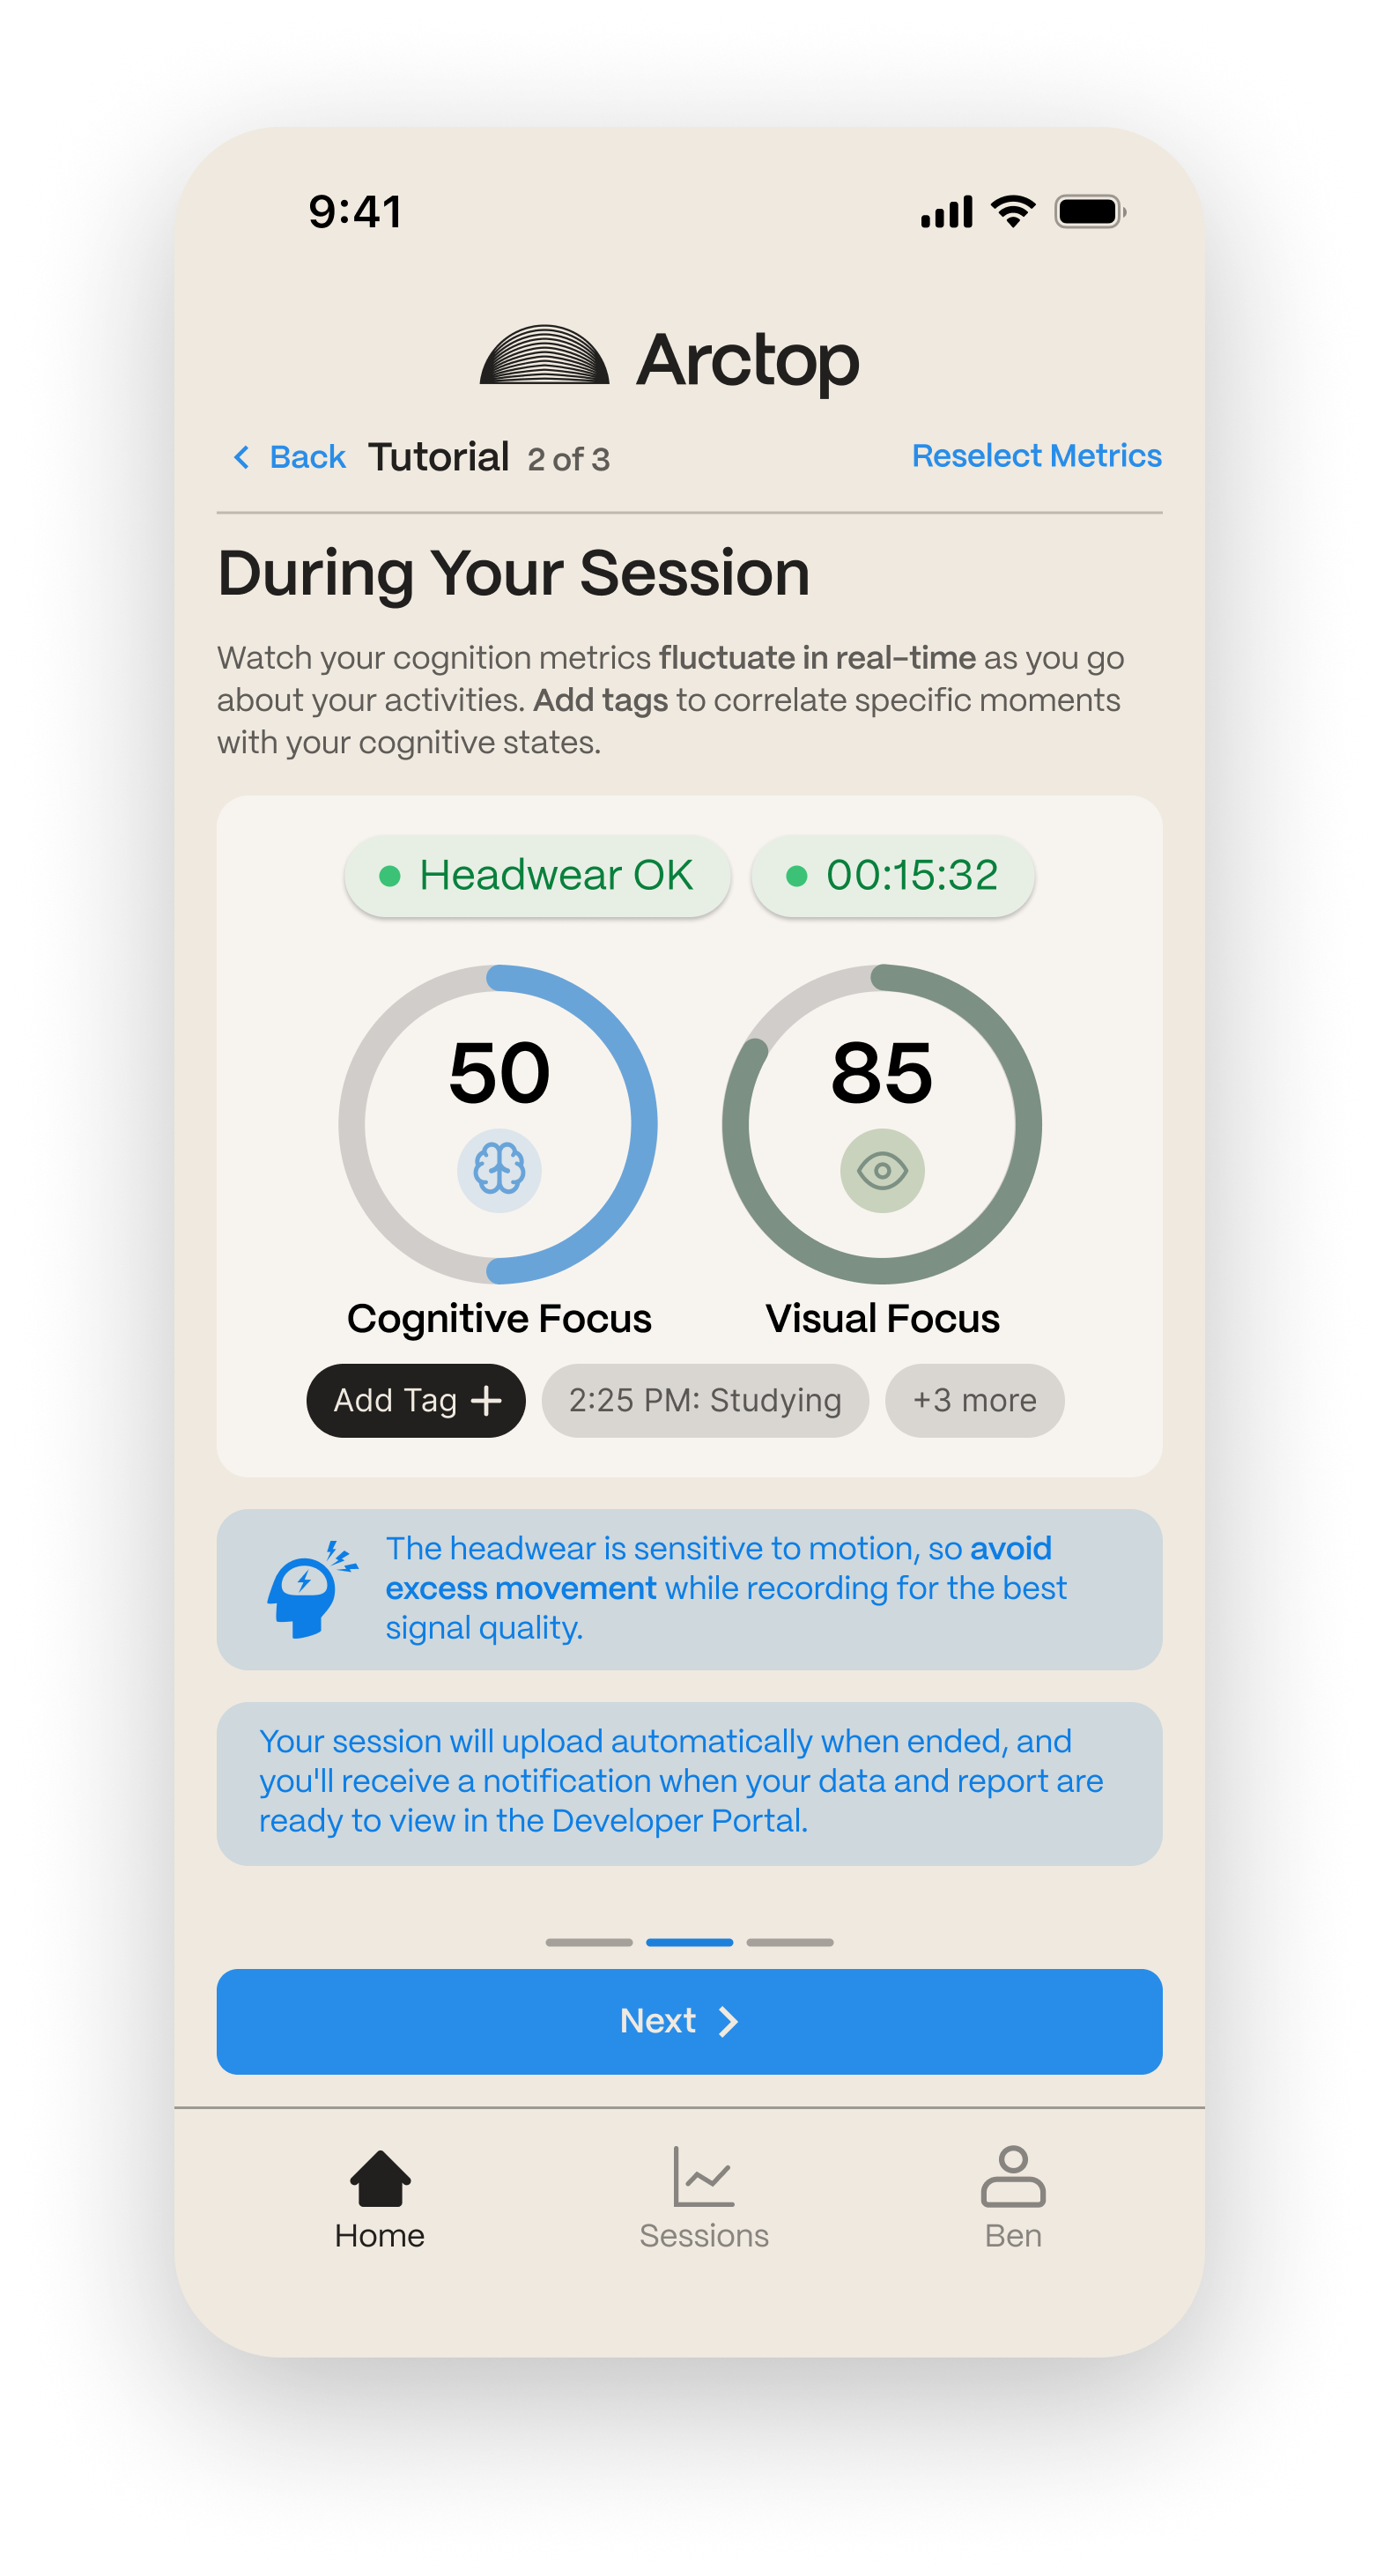 9:41
Arctop
Back Tutorial 2 of 3 Reselect Metrics
During Your Session
Watch your cognition metrics fluctuate in real-time as you go
about your activities. Add tags to correlate specific moments
with your cognitive states.
Headwear OK 00:15:32
50 85
Cognitive Focus Visual Focus
Add Tag + 2:25 PM: Studying +3 more
The headwear is sensitive to motion, so avoid
excess movement while recording for the best
signal quality.
Your session will upload automatically when ended, and
you'll receive a notification when your data and report are
ready to view in the Developer Portal.
Next
Home Sessions Ben